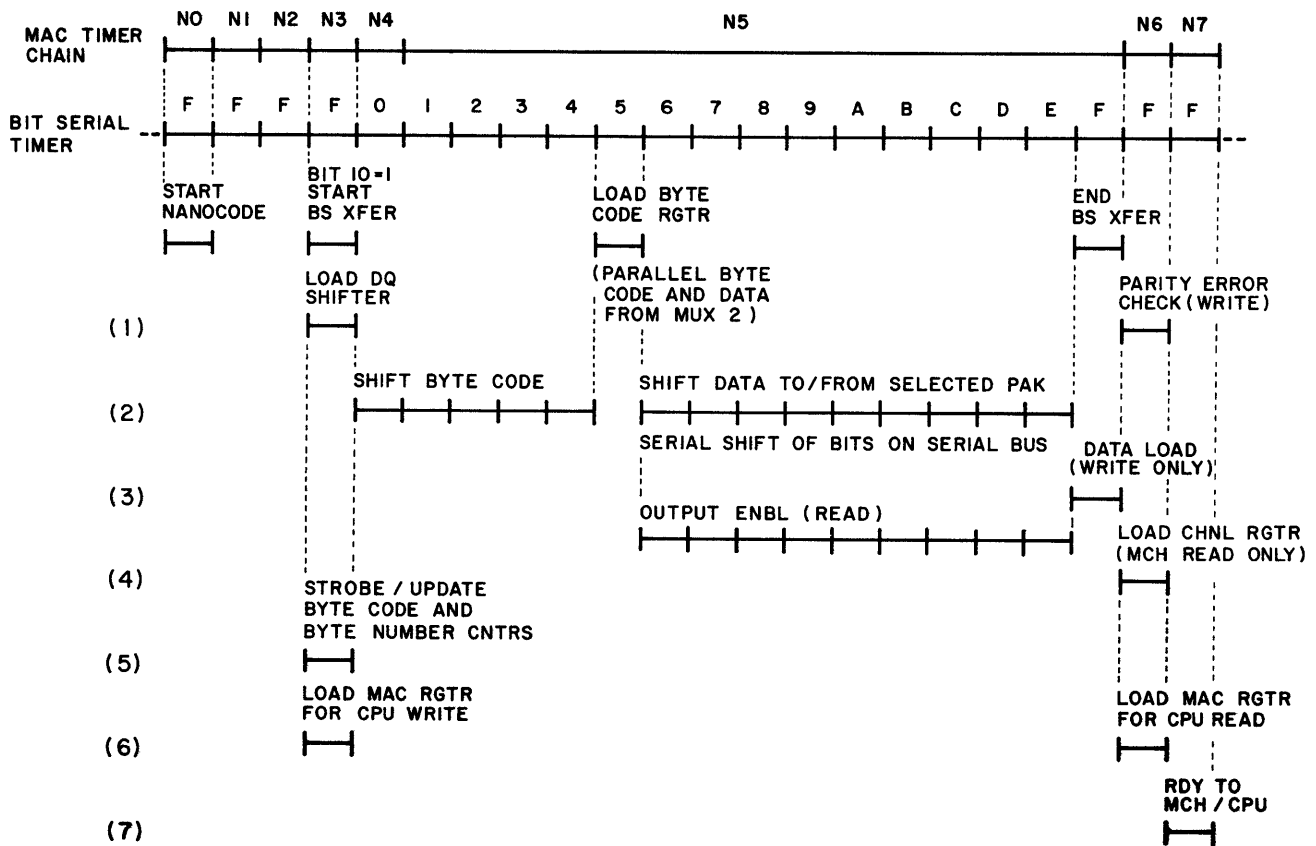 MAC TIMER
CHAIN
N0 N1 N2 N3 N4 N5 N6 N7
BIT SERIAL
TIMER
F F F F 0 1 2 3 4 5 6 7 8 9 A B C D E F F F
START
NANOCODE
BIT 10=1
START
BS XFER
LOAD BYTE
CODE RGTR
END
BS XFER
(1)
LOAD DQ
SHIFTER
(PARALLEL BYTE
CODE AND DATA
FROM MUX 2)
PARITY ERROR
CHECK (WRITE)
(2)
SHIFT BYTE CODE
SHIFT DATA TO/FROM SELECTED PAK
SERIAL SHIFT OF BITS ON SERIAL BUS
(3)
DATA LOAD
(WRITE ONLY)
OUTPUT ENBL (READ)
(4)
LOAD CHNL RGTR
(MCH READ ONLY)
(5)
STROBE / UPDATE
BYTE CODE AND
BYTE NUMBER CNTRS
(6)
LOAD MAC RGTR
FOR CPU WRITE
LOAD MAC RGTR
FOR CPU READ
(7)
RDY TO
MCH / CPU